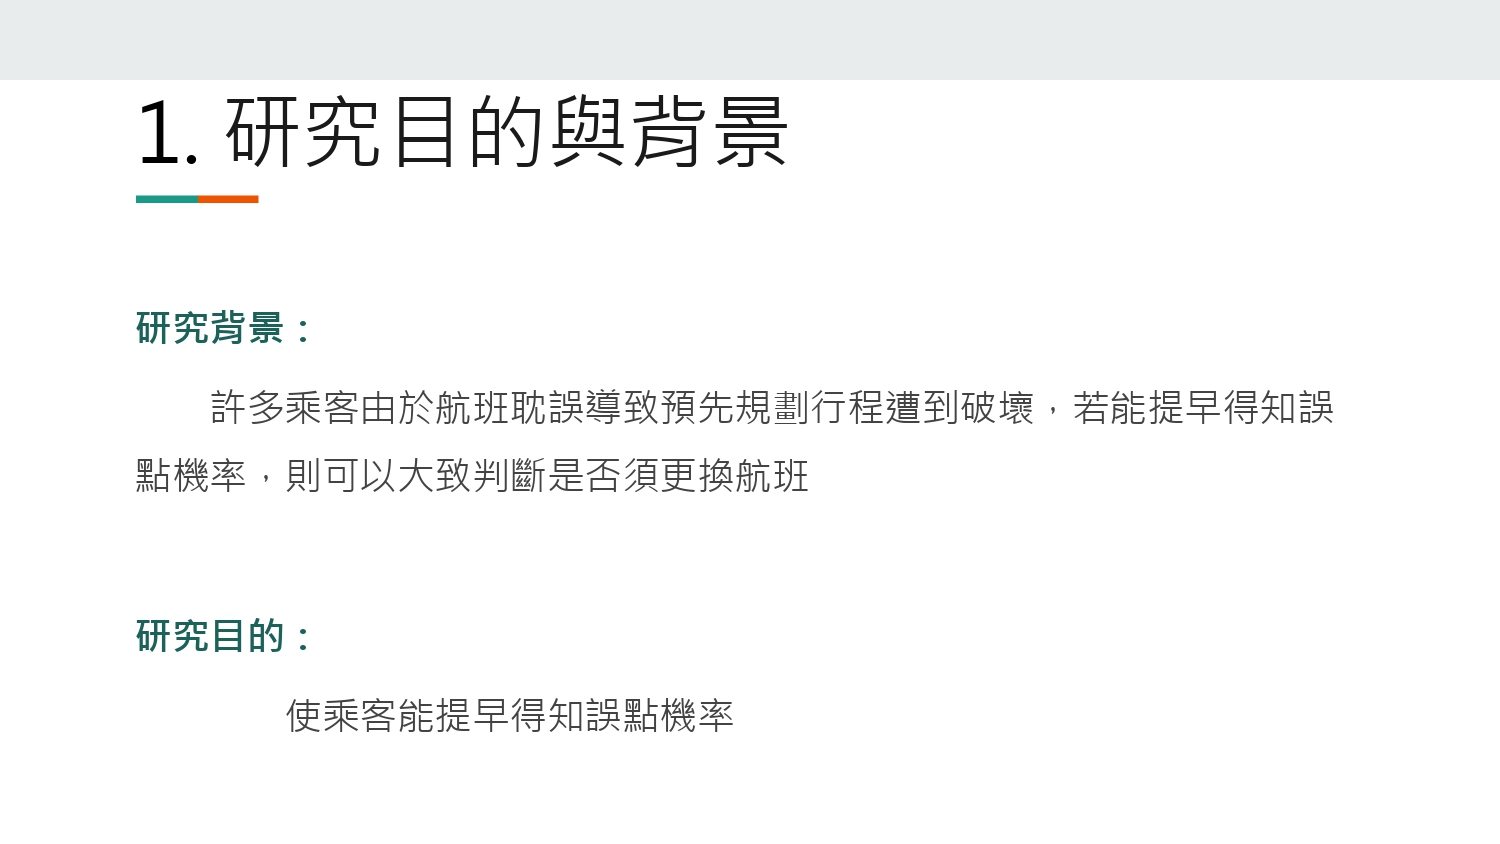 1. 研究目的與背景
研究背景：
許多乘客由於航班耽誤導致預先規劃行程遭到破壞，若能提早得知誤
點機率，則可以大致判斷是否須更換航班
研究目的：
使乘客能提早得知誤點機率